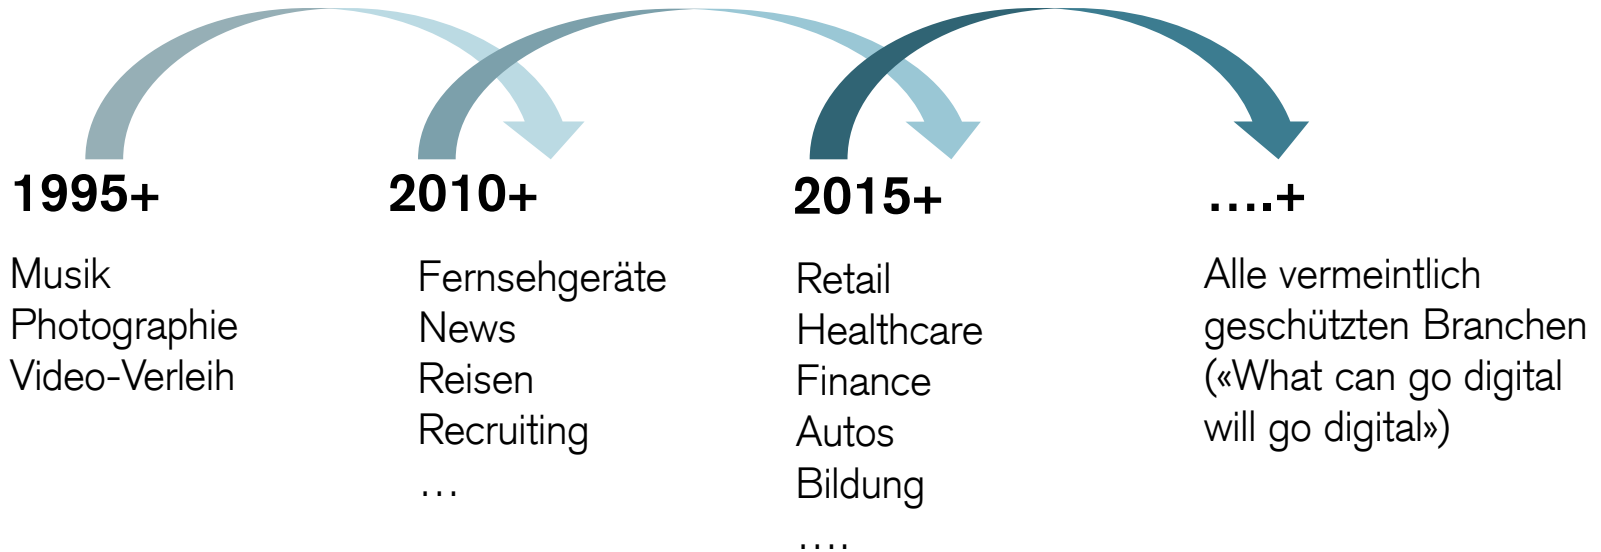 1995+
Musik
Photographie
Video-Verleih
2010+
Fernsehgeräte
News
Reisen
Recruiting
…
2015+
Retail
Healthcare
Finance
Autos
Bildung
….
….+
Alle vermeintlich
geschützten Branchen
(«What can go digital
will go digital»)